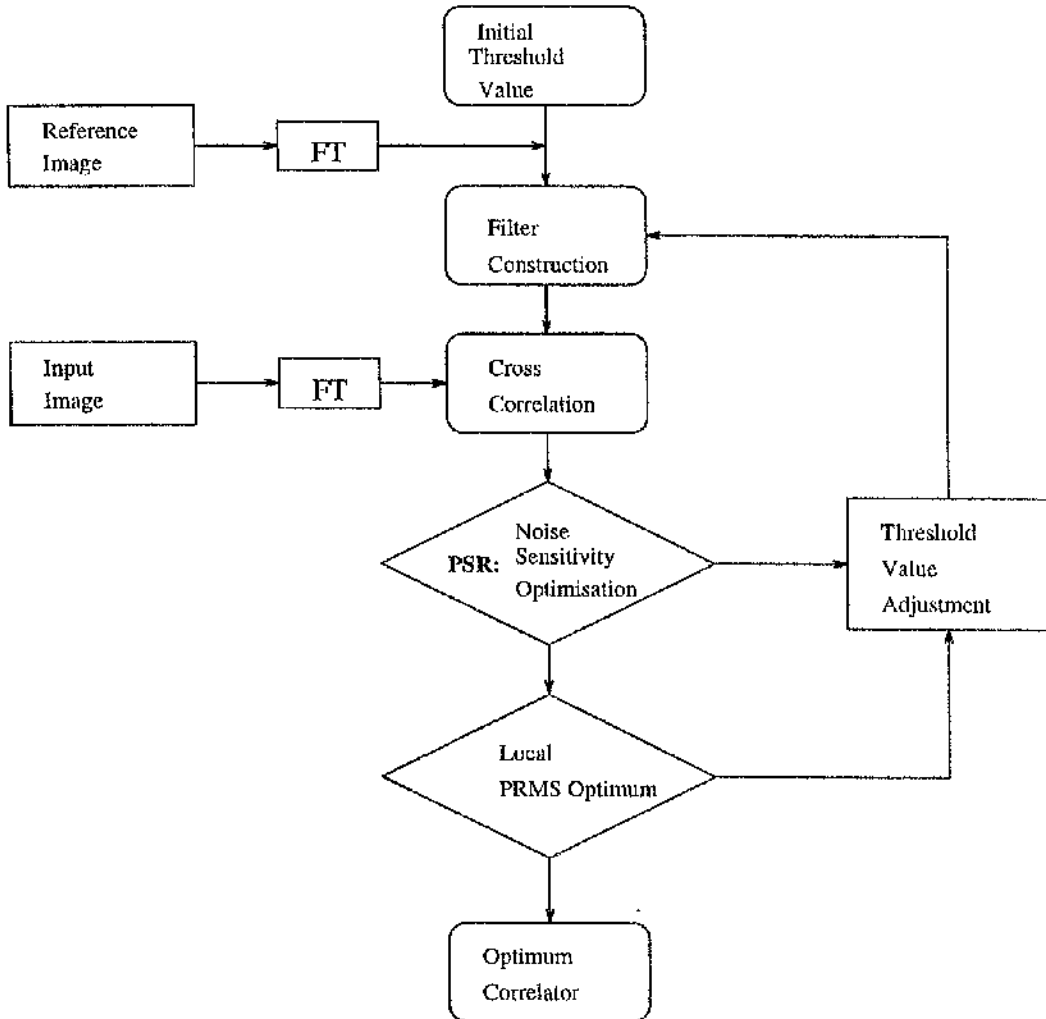 Initial
Threshold
Value
Reference
Image
FT
Filter
Construction
Input
Image
FT
Cross
Correlation
PSR:
Noise
Sensitivity
Optimisation
Threshold
Value
Adjustment
Local
PRMS Optimum
Optimum
Correlator